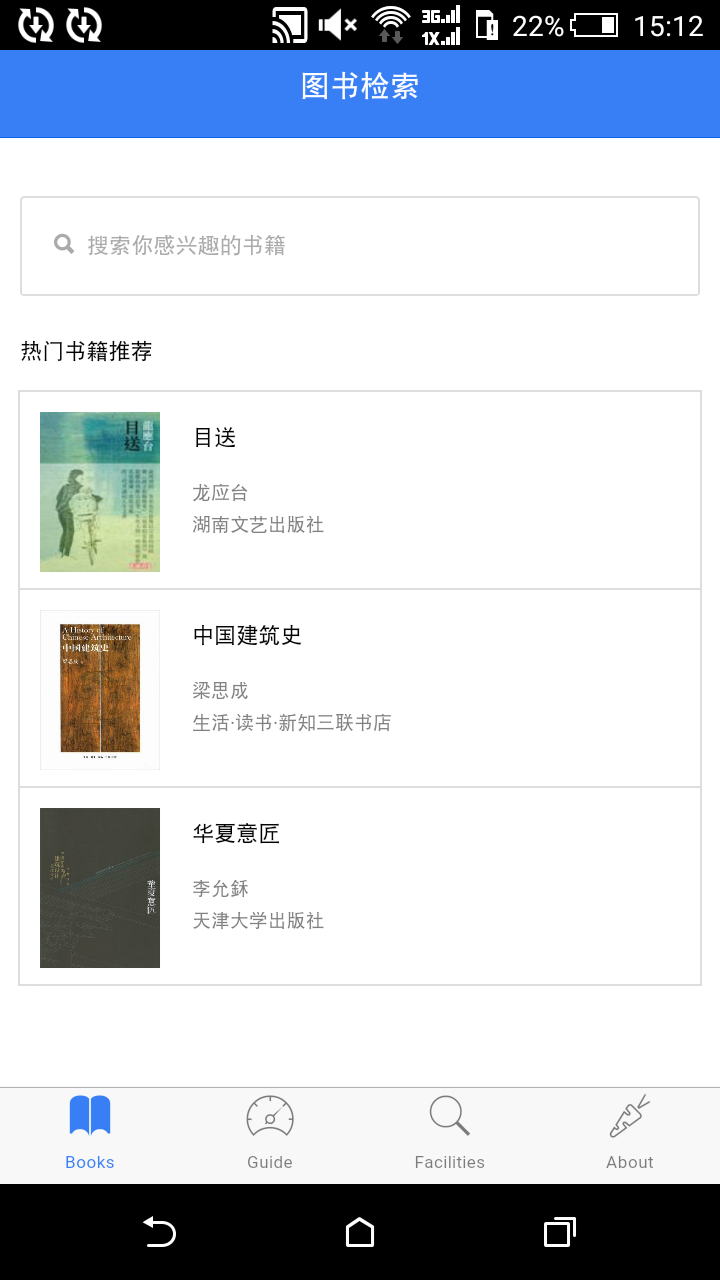 3G
1X
22%
15:12
图书检索
搜索你感兴趣的书籍
热门书籍推荐
目送
龍應台
目送
龙应台
湖南文艺出版社
A History of
Chinese Architecture
中国建筑史
中国建筑史
梁思成
生活·读书·新知三联书店
华夏意匠
华夏意匠
李允鉌
天津大学出版社
Books
Guide
Facilities
About